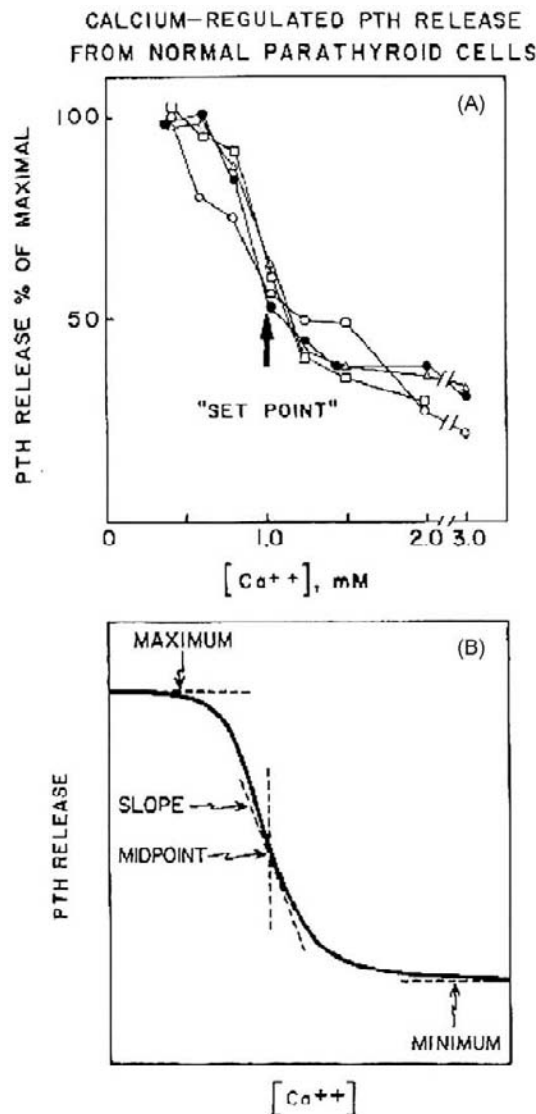 CALCIUM-REGULATED PTH RELEASE
FROM NORMAL PARATHYROID CELLS
(A)
PTH RELEASE % OF MAXIMAL
100
50
"SET POINT"
0
1.0
2.0
3.0
[Ca++], mM
(B)
MAXIMUM
PTH RELEASE
SLOPE
MIDPOINT
MINIMUM
[Ca++]